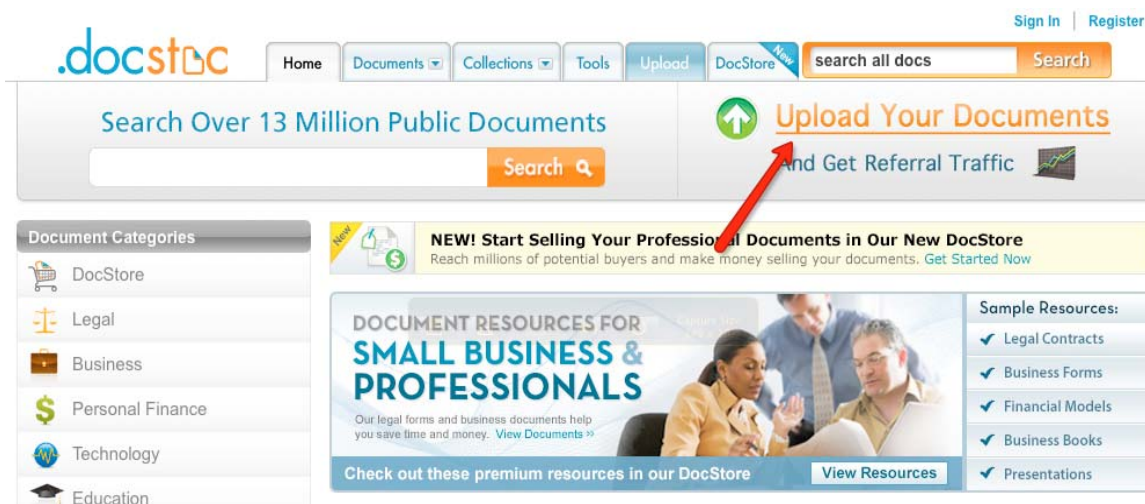 Sign In | Register
.docstoc
Home
Documents
Collections
Tools
Upload
DocStore
New
search all docs
Search
Search Over 13 Million Public Documents
Search
Upload Your Documents
And Get Referral Traffic
Document Categories
DocStore
Legal
Business
Personal Finance
Technology
Education
New
NEW! Start Selling Your Professional Documents in Our New DocStore
Reach millions of potential buyers and make money selling your documents. Get Started Now
DOCUMENT RESOURCES FOR
SMALL BUSINESS &
PROFESSIONALS
Our legal forms and business documents help
you save time and money. View Documents »
Check out these premium resources in our DocStore
View Resources
Sample Resources:
Legal Contracts
Business Forms
Financial Models
Business Books
Presentations